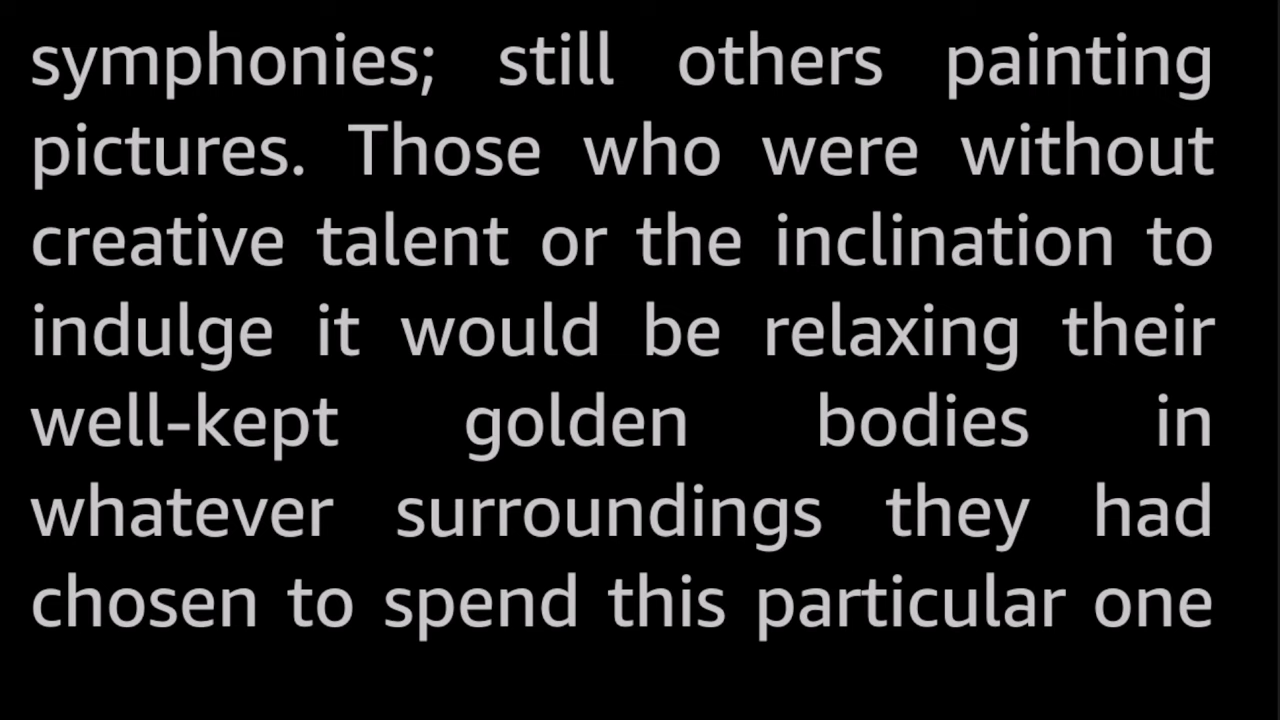 symphonies; still others painting
pictures. Those who were without
creative talent or the inclination to
indulge it would be relaxing their
well-kept golden bodies in
whatever surroundings they had
chosen to spend this particular one